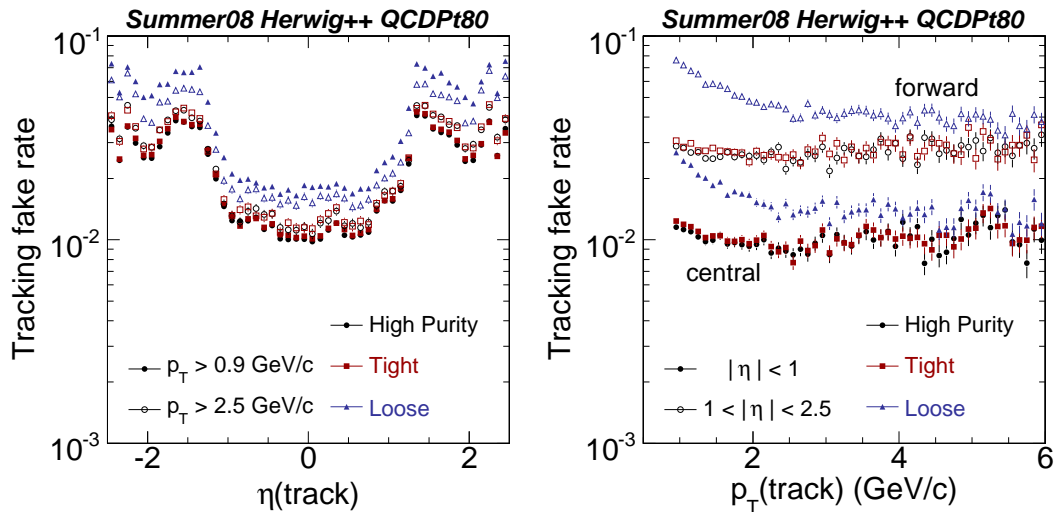 Summer08 Herwig++ QCDPt80
Tracking fake rate
10⁻¹
10⁻²
10⁻³
High Purity
p_T > 0.9 GeV/c
Tight
p_T > 2.5 GeV/c
Loose
-2 0 2
η(track)
Summer08 Herwig++ QCDPt80
Tracking fake rate
10⁻¹
10⁻²
10⁻³
forward
central
High Purity
| η | < 1
Tight
1 < | η | < 2.5
Loose
2 4 6
p_T(track) (GeV/c)